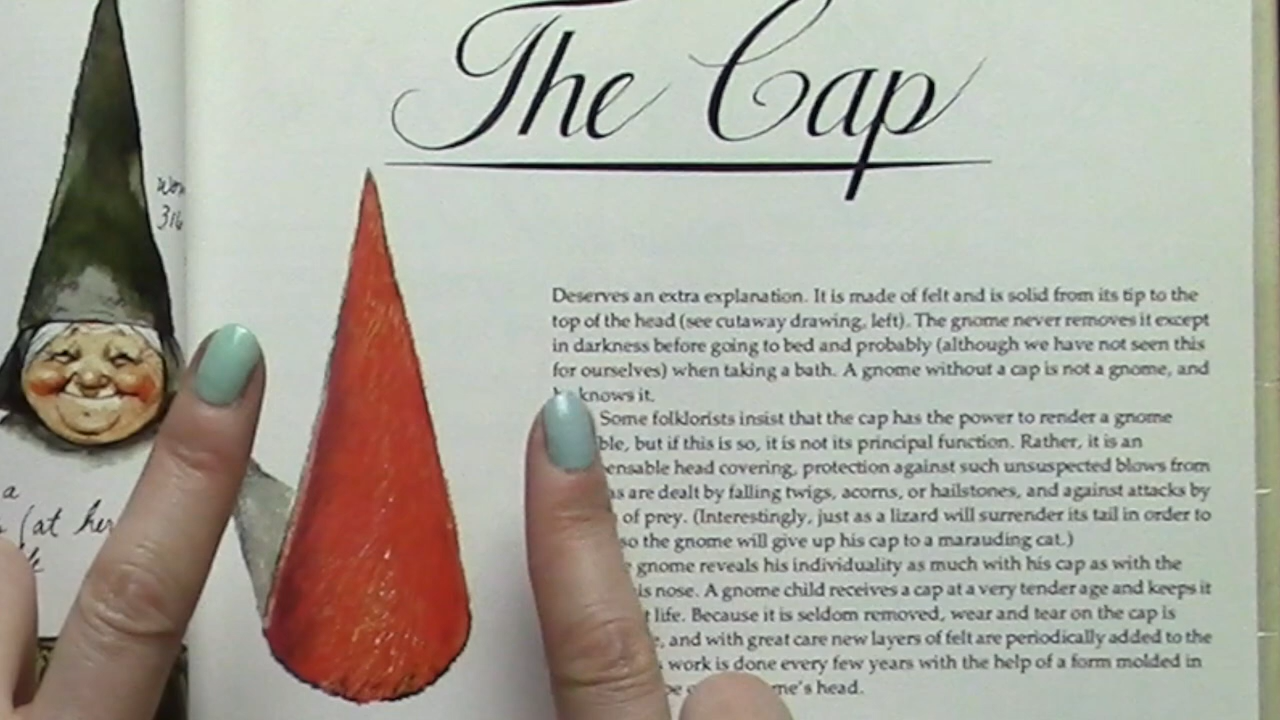 316
a
(at her
The Cap
Deserves an extra explanation. It is made of felt and is solid from its tip to the
top of the head (see cutaway drawing, left). The gnome never removes it except
in darkness before going to bed and probably (although we have not seen this
for ourselves) when taking a bath. A gnome without a cap is not a gnome, and
knows it.
Some folklorists insist that the cap has the power to render a gnome
but if this is so, it is not its principal function. Rather, it is an
head covering, protection against such unsuspected blows from
are dealt by falling twigs, acorns, or hailstones, and against attacks by
of prey. (Interestingly, just as a lizard will surrender its tail in order to
so the gnome will give up his cap to a marauding cat.)
gnome reveals his individuality as much with his cap as with the
nose. A gnome child receives a cap at a very tender age and keeps it
life. Because it is seldom removed, wear and tear on the cap is
and with great care new layers of felt are periodically added to the
work is done every few years with the help of a form molded in
head.